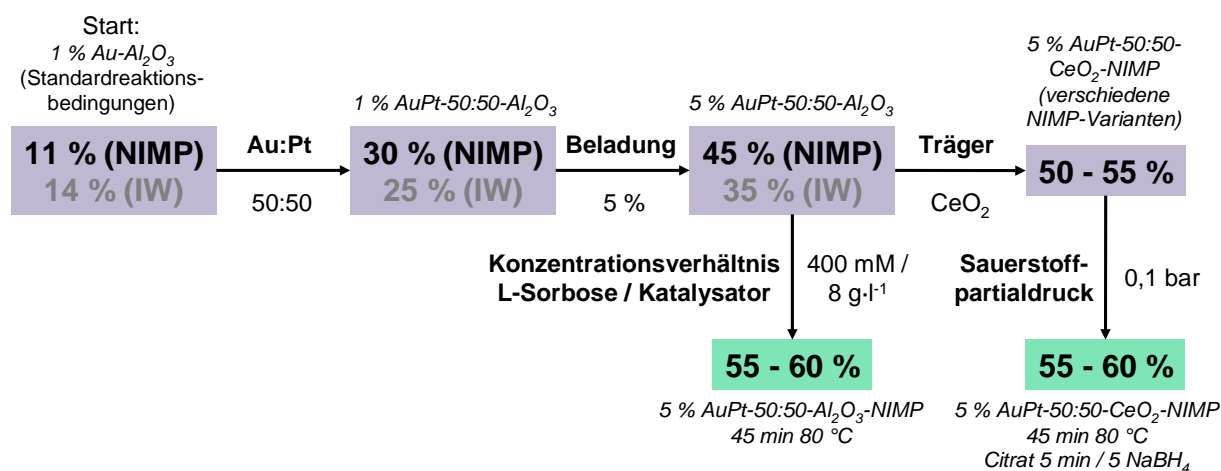 Start:
1 % Au-Al₂O₃
(Standardreaktions-
bedingungen)
11 % (NIMP)
14 % (IW)
Au:Pt
50:50
1 % AuPt-50:50-Al₂O₃
30 % (NIMP)
25 % (IW)
Beladung
5 %
5 % AuPt-50:50-Al₂O₃
45 % (NIMP)
35 % (IW)
Träger
CeO₂
5 % AuPt-50:50-
CeO₂-NIMP
(verschiedene
NIMP-Varianten)
50 - 55 %
Konzentrationsverhältnis
L-Sorbose / Katalysator
400 mM /
8 g·l⁻¹
55 - 60 %
5 % AuPt-50:50-Al₂O₃-NIMP
45 min 80 °C
Sauerstoff-
partialdruck
0,1 bar
55 - 60 %
5 % AuPt-50:50-CeO₂-NIMP
45 min 80 °C
Citrat 5 min / 5 NaBH₄